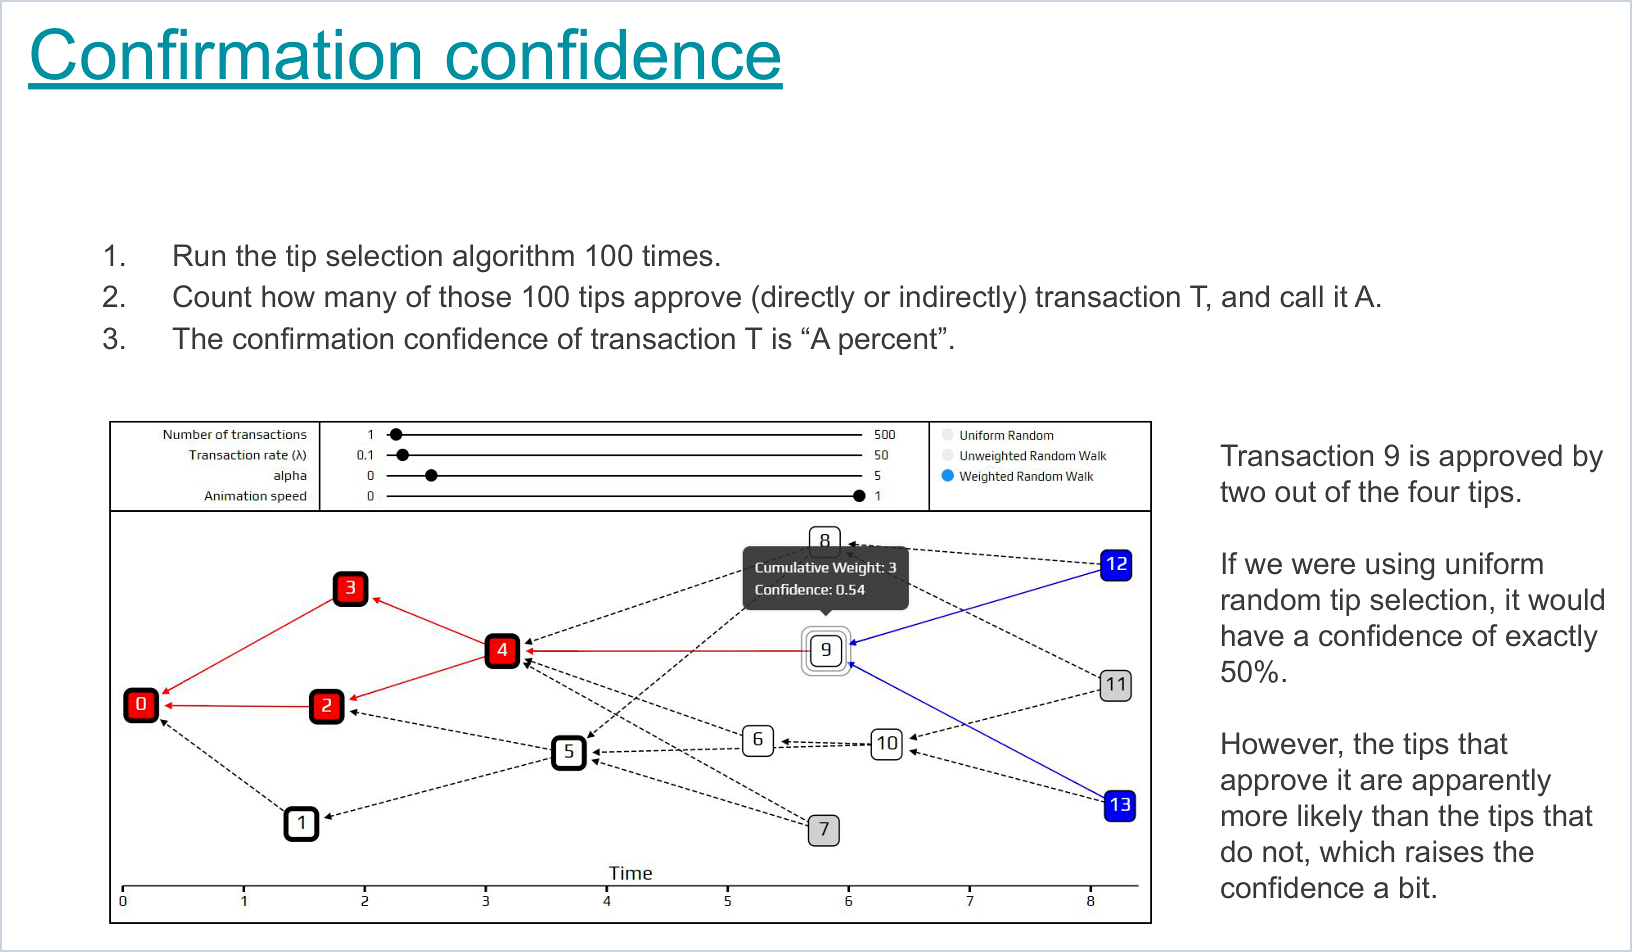 Confirmation confidence
1. Run the tip selection algorithm 100 times.
2. Count how many of those 100 tips approve (directly or indirectly) transaction T, and call it A.
3. The confirmation confidence of transaction T is “A percent”.
Number of transactions 1 500 Uniform Random
Transaction rate (λ) 0.1 50 Unweighted Random Walk
alpha 0 5 Weighted Random Walk
Animation speed 0 1
8
Cumulative Weight: 3
Confidence: 0.54
12
3
4
9
11
0
2
5
6
10
13
1
7
Time
0 1 2 3 4 5 6 7 8
Transaction 9 is approved by
two out of the four tips.
If we were using uniform
random tip selection, it would
have a confidence of exactly
50%.
However, the tips that
approve it are apparently
more likely than the tips that
do not, which raises the
confidence a bit.